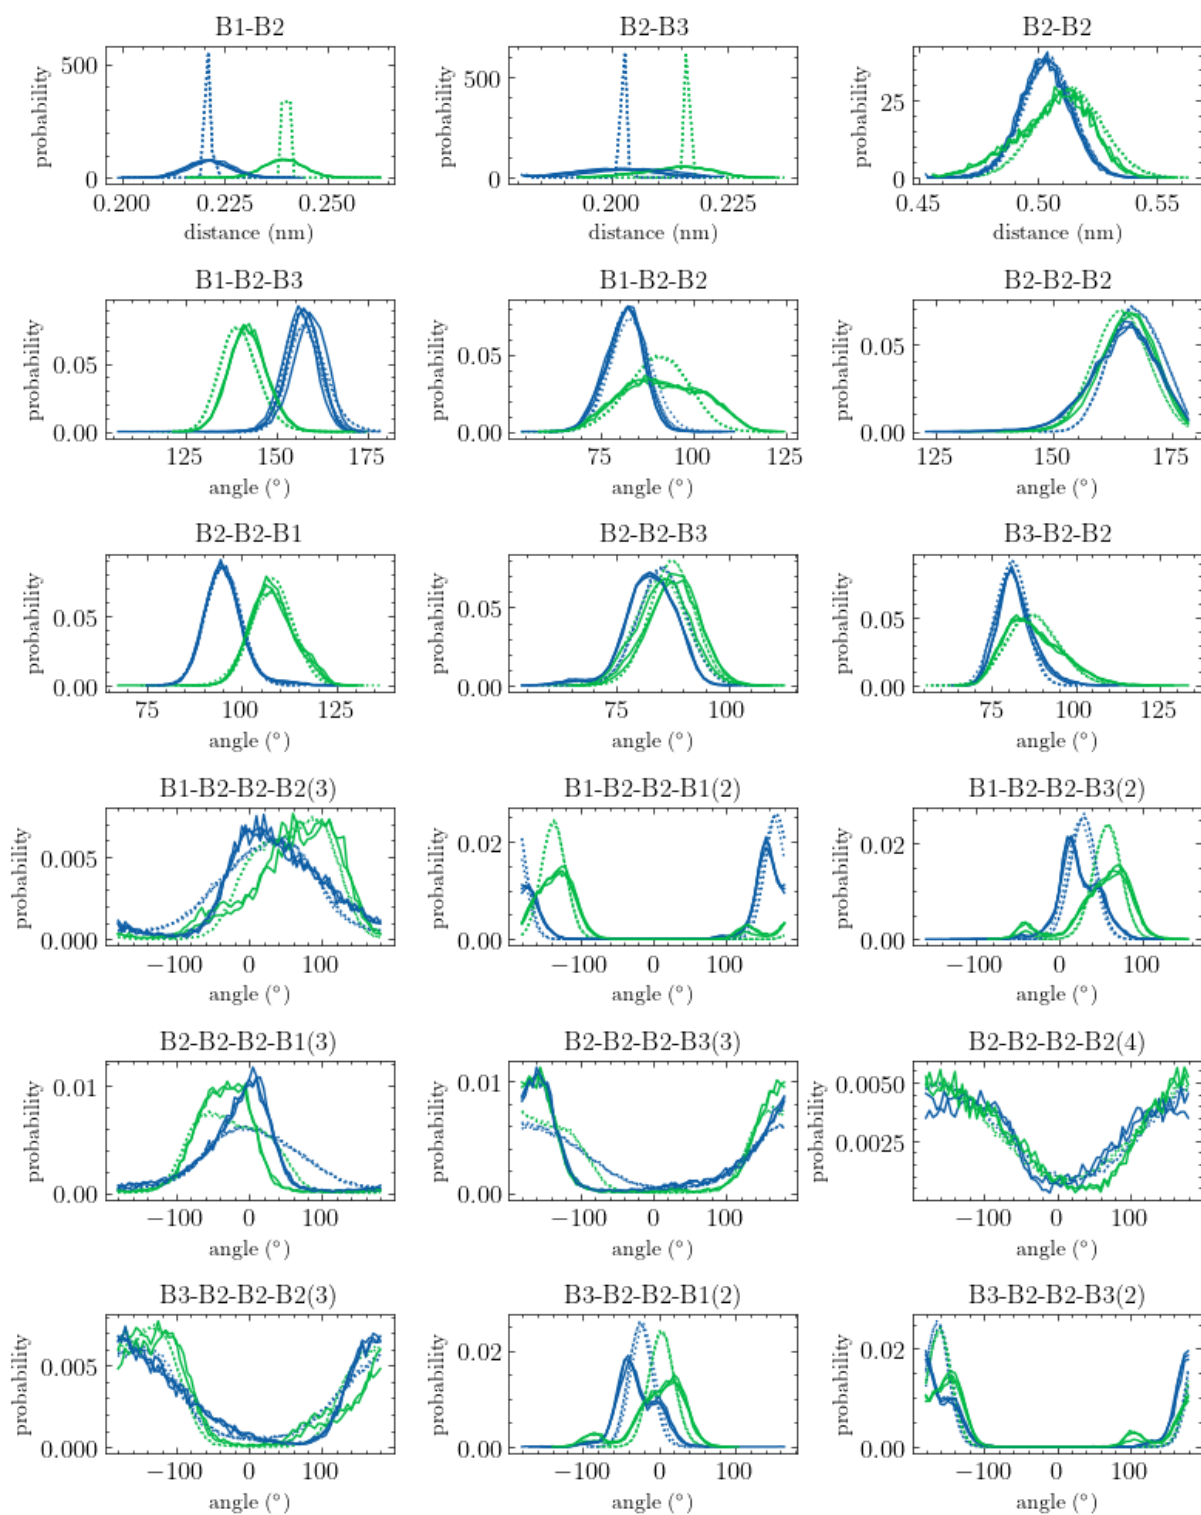 B1-B2
B2-B3
B2-B2
probability
500
0
0.200
0.225
0.250
distance (nm)
probability
500
0
0.200
0.225
distance (nm)
probability
25
0
0.45
0.50
0.55
distance (nm)
B1-B2-B3
B1-B2-B2
B2-B2-B2
probability
0.05
0.00
125
150
175
angle (°)
probability
0.05
0.00
75
100
125
angle (°)
probability
0.05
0.00
125
150
175
angle (°)
B2-B2-B1
B2-B2-B3
B3-B2-B2
probability
0.05
0.00
75
100
125
angle (°)
probability
0.05
0.00
75
100
angle (°)
probability
0.05
0.00
75
100
125
angle (°)
B1-B2-B2-B2(3)
B1-B2-B2-B1(2)
B1-B2-B2-B3(2)
probability
0.005
0.000
−100
0
100
angle (°)
probability
0.02
0.00
−100
0
100
angle (°)
probability
0.02
0.00
−100
0
100
angle (°)
B2-B2-B2-B1(3)
B2-B2-B2-B3(3)
B2-B2-B2-B2(4)
probability
0.01
0.00
−100
0
100
angle (°)
probability
0.01
0.00
−100
0
100
angle (°)
probability
0.0050
0.0025
−100
0
100
angle (°)
B3-B2-B2-B2(3)
B3-B2-B2-B1(2)
B3-B2-B2-B3(2)
probability
0.005
0.000
−100
0
100
angle (°)
probability
0.02
0.00
−100
0
100
angle (°)
probability
0.02
0.00
−100
0
100
angle (°)